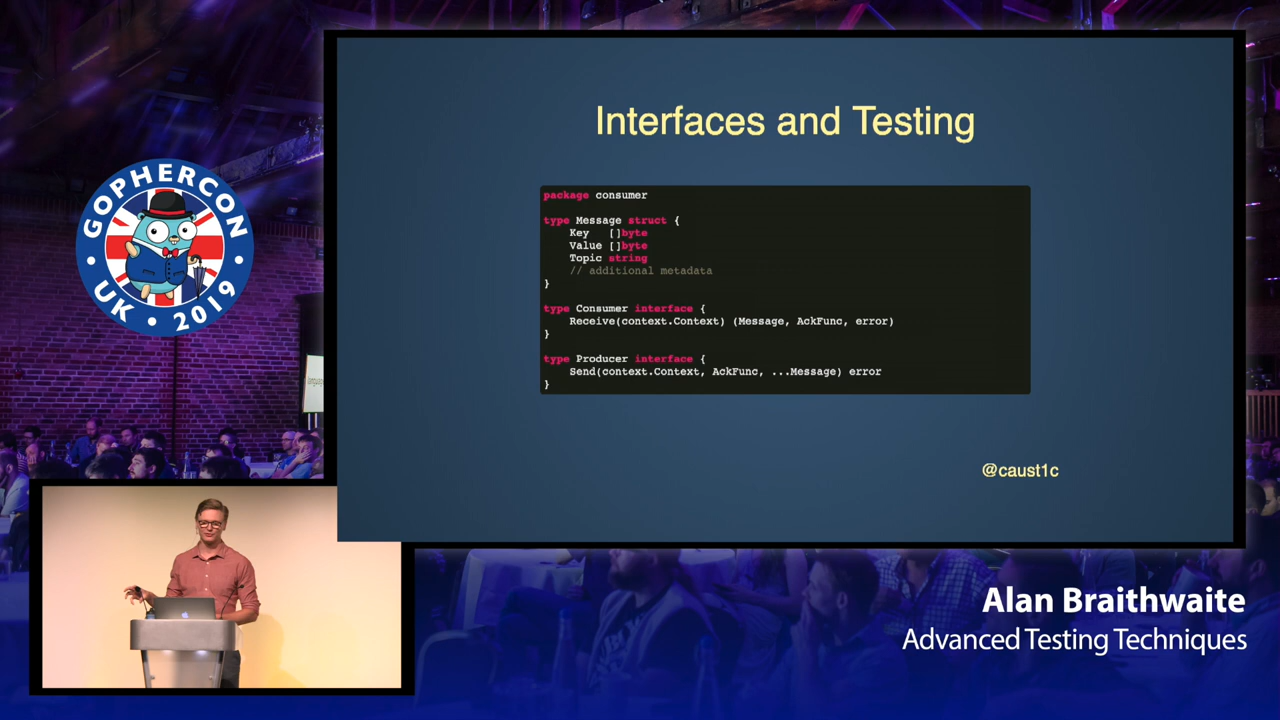 GOPHERCON
UK • 2019
Interfaces and Testing
package consumer
type Message struct {
    Key   []byte
    Value []byte
    Topic string
    // additional metadata
}
type Consumer interface {
    Receive(context.Context) (Message, AckFunc, error)
}
type Producer interface {
    Send(context.Context, AckFunc, ...Message) error
}
@caust1c
Alan Braithwaite
Advanced Testing Techniques